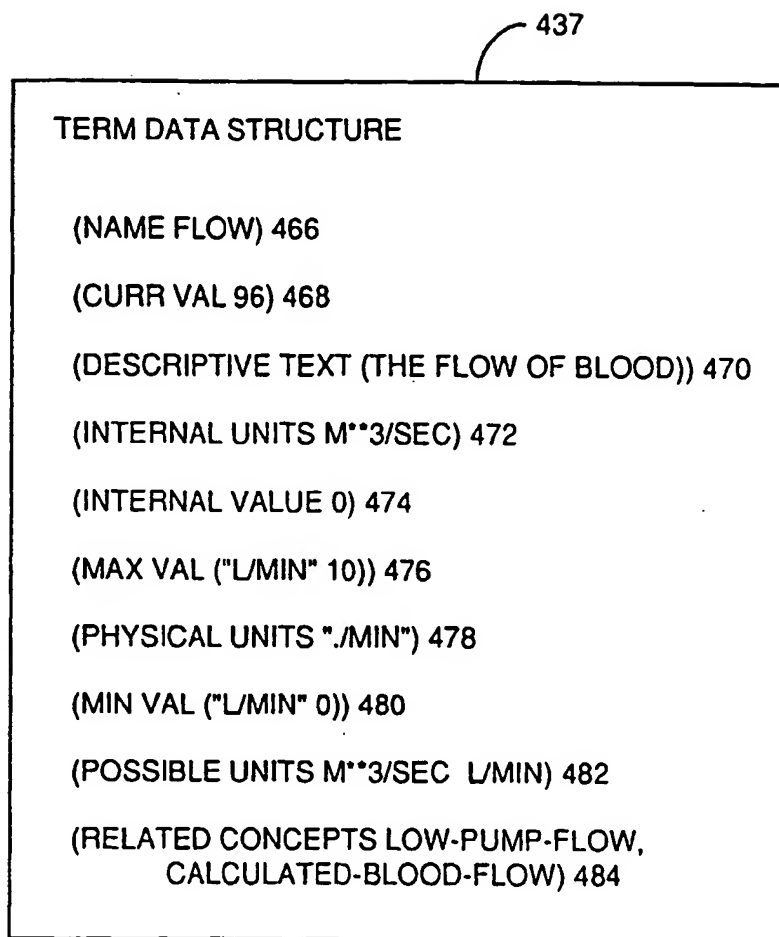 437
TERM DATA STRUCTURE
(NAME FLOW) 466
(CURR VAL 96) 468
(DESCRIPTIVE TEXT (THE FLOW OF BLOOD)) 470
(INTERNAL UNITS M**3/SEC) 472
(INTERNAL VALUE 0) 474
(MAX VAL ("L/MIN" 10)) 476
(PHYSICAL UNITS "./MIN") 478
(MIN VAL ("L/MIN" 0)) 480
(POSSIBLE UNITS M**3/SEC L/MIN) 482
(RELATED CONCEPTS LOW-PUMP-FLOW,
CALCULATED-BLOOD-FLOW) 484